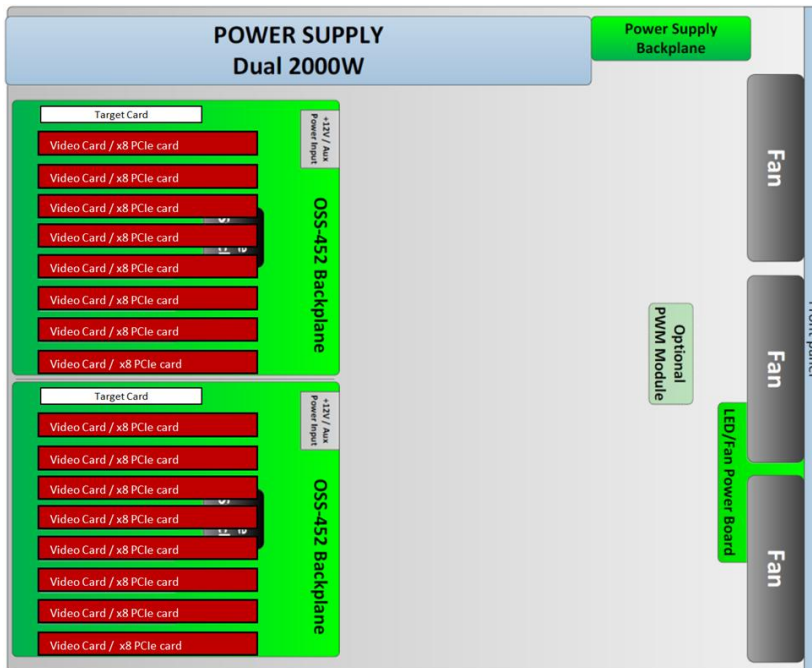 POWER SUPPLY
Dual 2000W
Power Supply
Backplane
Target Card
+12V / Aux
Power Input
Video Card / x8 PCIe card
Video Card / x8 PCIe card
Video Card / x8 PCIe card
Video Card / x8 PCIe card
Video Card / x8 PCIe card
Video Card / x8 PCIe card
Video Card / x8 PCIe card
Video Card /  x8 PCIe card
OSS-452 Backplane
Target Card
+12V / Aux
Power Input
Video Card / x8 PCIe card
Video Card / x8 PCIe card
Video Card / x8 PCIe card
Video Card / x8 PCIe card
Video Card / x8 PCIe card
Video Card / x8 PCIe card
Video Card / x8 PCIe card
Video Card /  x8 PCIe card
OSS-452 Backplane
Optional
PWM Module
LED/Fan Power Board
Fan
Fan
Fan
Front panel